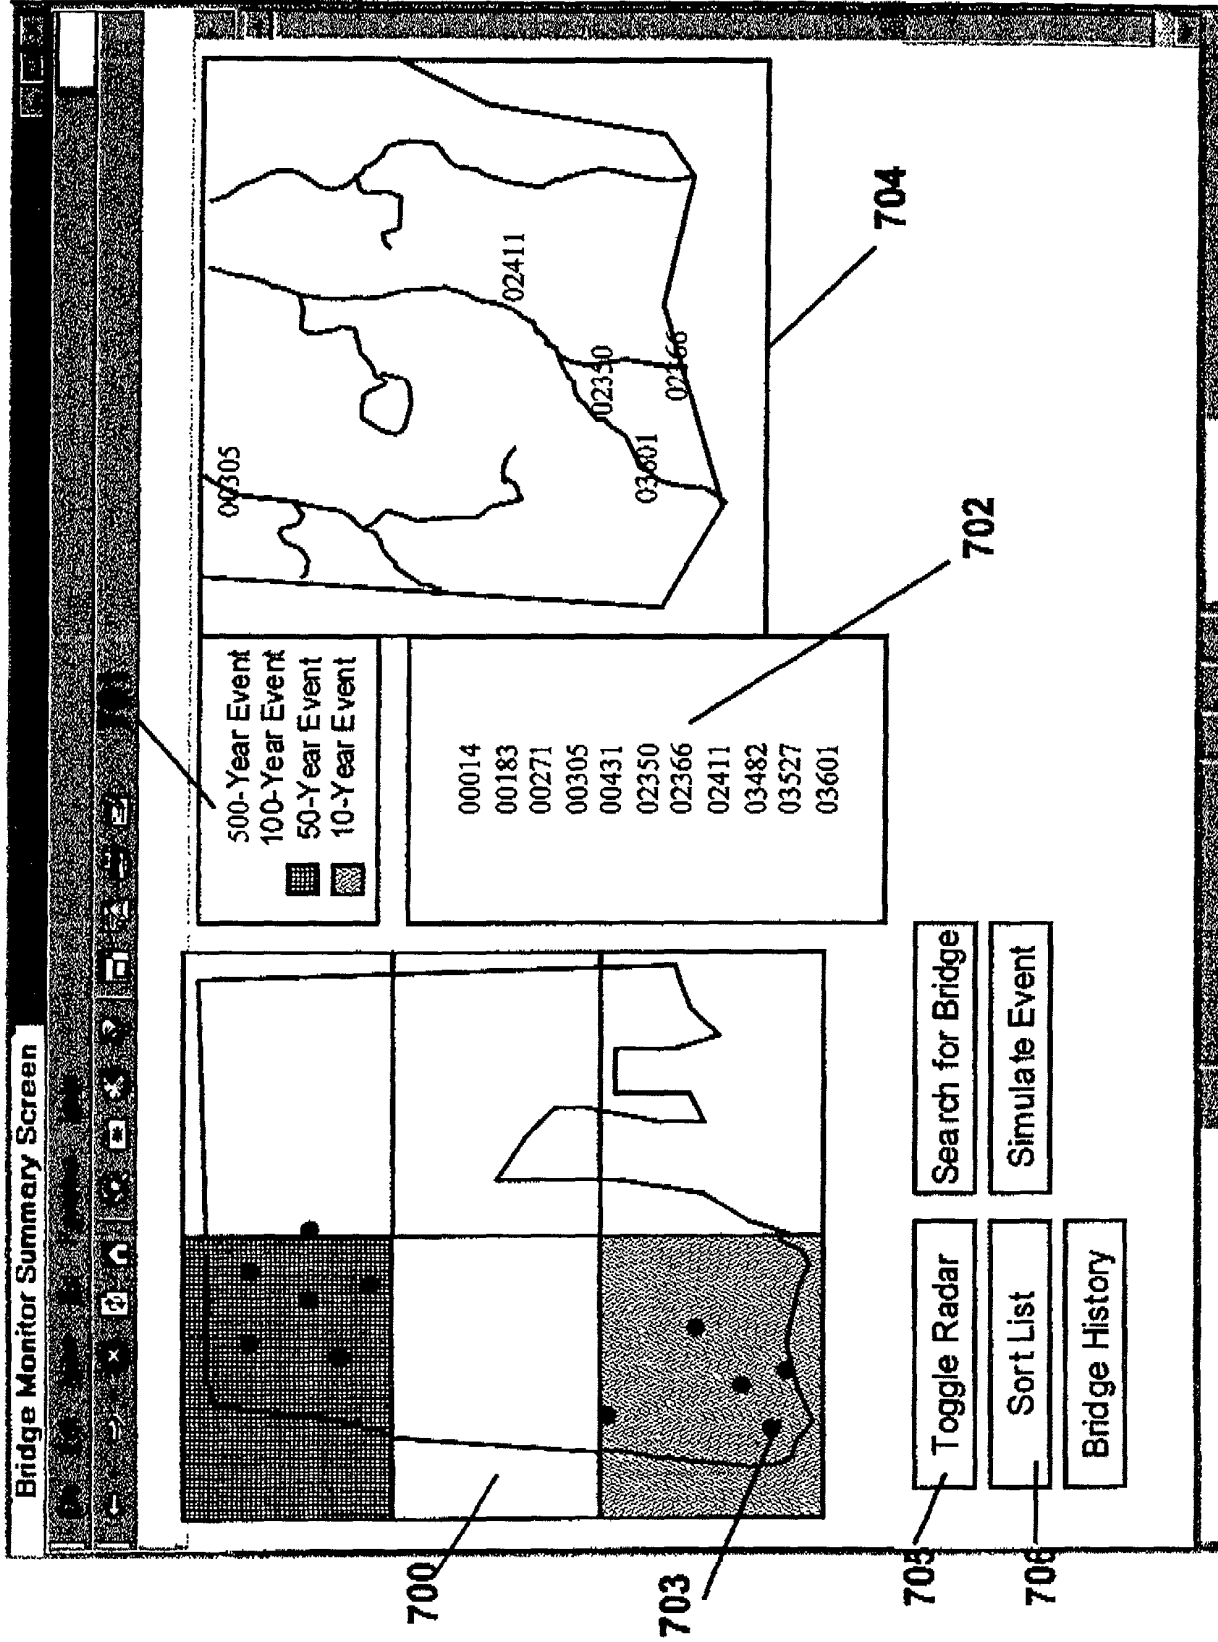 Bridge Monitor Summary Screen
500-Year Event
100-Year Event
50-Year Event
10-Year Event
00014
00183
00271
00305
00431
02350
02366
02411
03482
03527
03601
00305
02411
02350
02366
03601
Toggle Radar
Search for Bridge
Sort List
Simulate Event
Bridge History
700
702
703
704
705
706